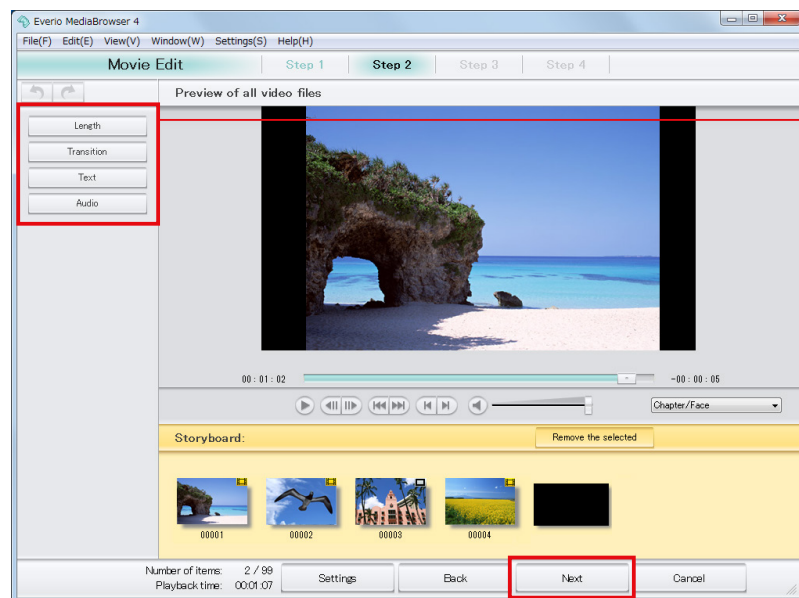 Everio MediaBrowser 4
File(F) Edit(E) View(V) Window(W) Settings(S) Help(H)
Movie Edit Step 1 Step 2 Step 3 Step 4
Preview of all video files
Length
Transition
Text
Audio
00 : 01 : 02 -00 : 00 : 05
Chapter/Face
Storyboard: Remove the selected
00001 00002 00003 00004
Number of items: 2 / 99
Playback time: 00:01:07
Settings Back Next Cancel